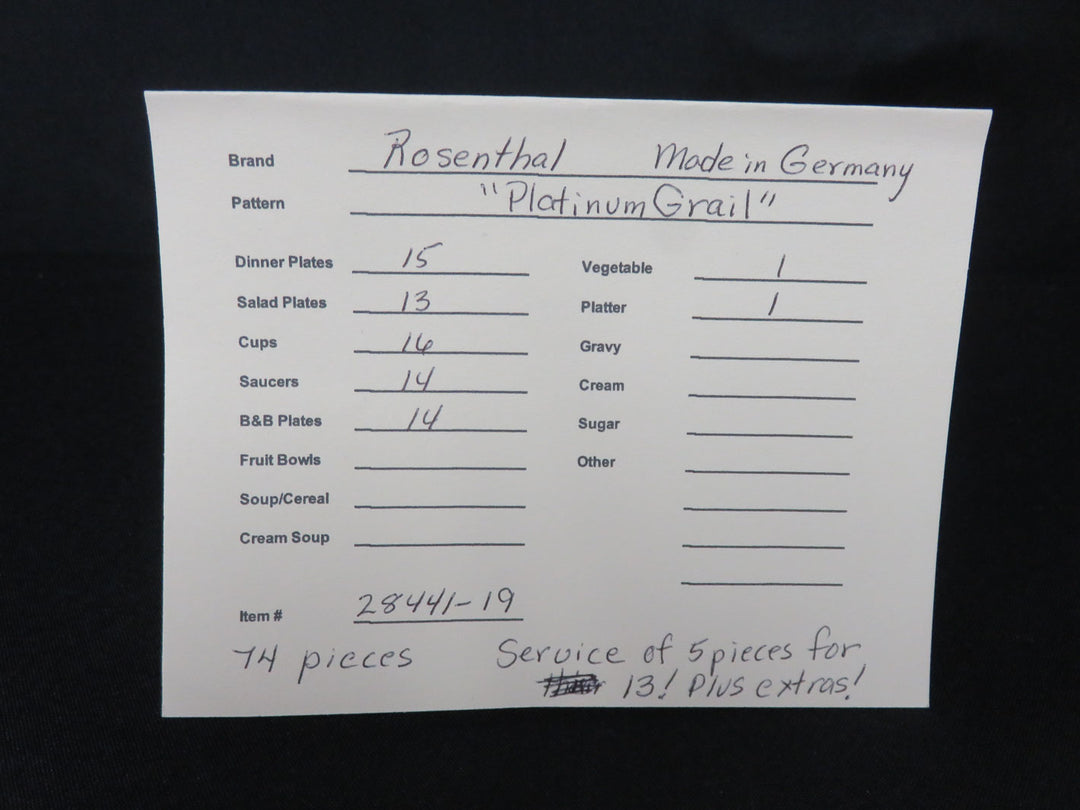 Brand Rosenthal Made in Germany
Pattern "Platinum Grail"
Dinner Plates 15 Vegetable 1
Salad Plates 13 Platter 1
Cups 16 Gravy
Saucers 14 Cream
B&B Plates 14 Sugar
Fruit Bowls Other
Soup/Cereal
Cream Soup
Item # 28441-19
74 pieces Service of 5 pieces for
13! Plus extras!